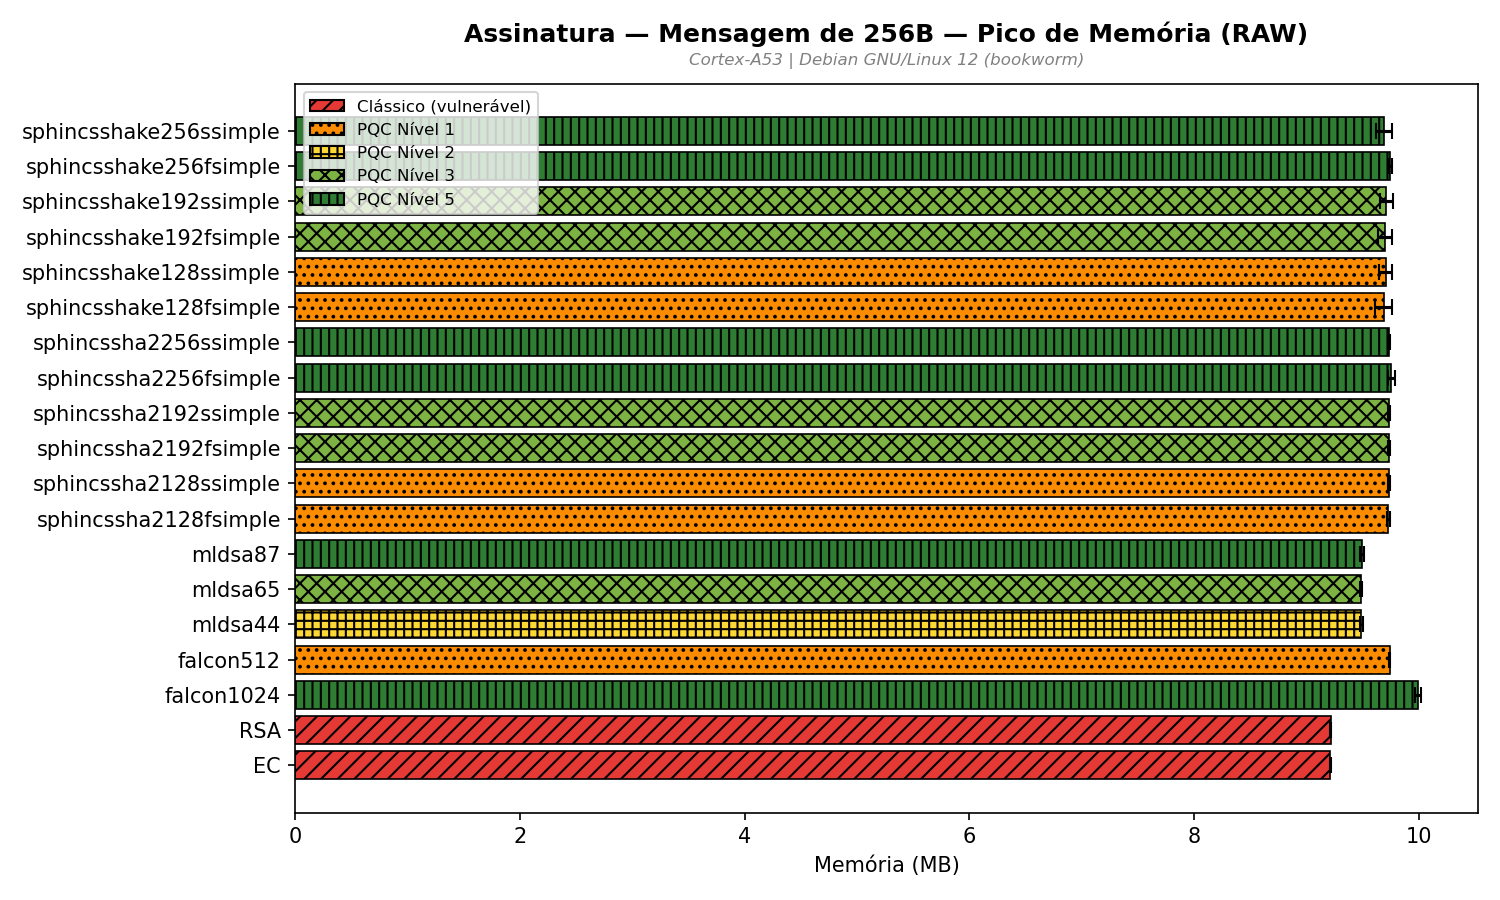 Assinatura — Mensagem de 256B — Pico de Memória (RAW)
Cortex-A53 | Debian GNU/Linux 12 (bookworm)
Clássico (vulnerável)
PQC Nível 1
PQC Nível 2
PQC Nível 3
PQC Nível 5
sphincsshake256ssimple
sphincsshake256fsimple
sphincsshake192ssimple
sphincsshake192fsimple
sphincsshake128ssimple
sphincsshake128fsimple
sphincssha2256ssimple
sphincssha2256fsimple
sphincssha2192ssimple
sphincssha2192fsimple
sphincssha2128ssimple
sphincssha2128fsimple
mldsa87
mldsa65
mldsa44
falcon512
falcon1024
RSA
EC
0 2 4 6 8 10
Memória (MB)